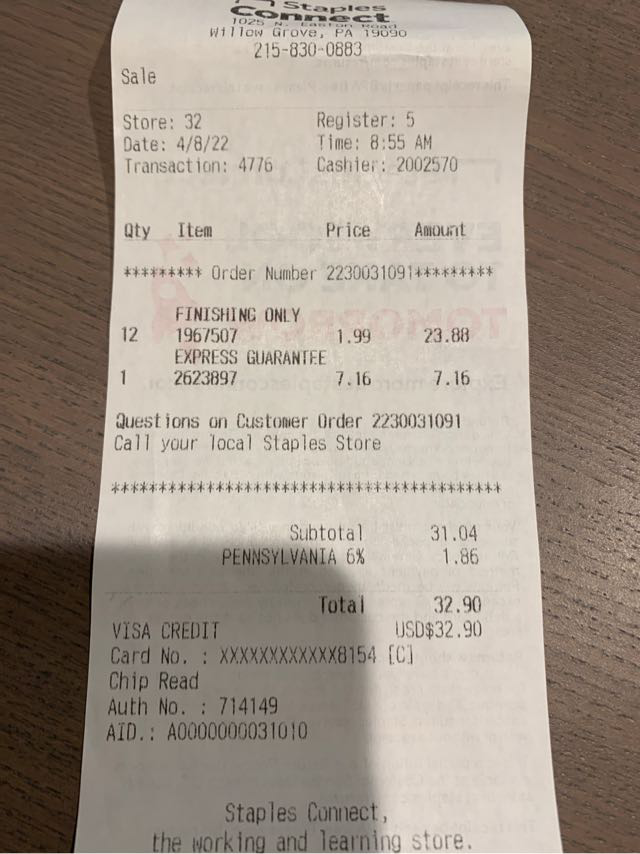 Staples
Connect
1025 N. Easton Road
Willow Grove, PA 19090
215-830-0883
Sale
Store: 32 Register: 5
Date: 4/8/22 Time: 8:55 AM
Transaction: 4776 Cashier: 2002570
Qty Item Price Amount
********* Order Number 2230031091*********
FINISHING ONLY
12 1967507 1.99 23.88
EXPRESS GUARANTEE
1 2623897 7.16 7.16
Questions on Customer Order 2230031091
Call your local Staples Store
******************************************
Subtotal 31.04
PENNSYLVANIA 6% 1.86
Total 32.90
VISA CREDIT USD$32.90
Card No. : XXXXXXXXXXXX8154 [C]
Chip Read
Auth No. : 714149
AID.: A0000000031010
Staples Connect,
the working and learning store.